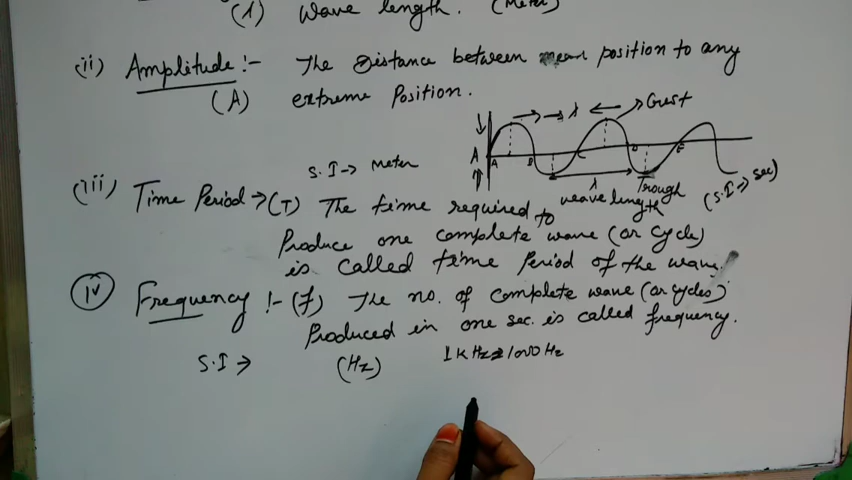 (λ) Wave length. (Meter)
(ii) Amplitude :- The Distance between mean position to any
(A) extreme Position.
λ Crest
A A B C D E
S.I → Meter
λ Trough
weave length (S.I → Sec)
(iii) Time Period → (T) The time required to
Produce one complete wave (or Cycle)
is called time Period of the wave.
(iv) Frequency :- (f) The no. of complete wave (or cycles)
Produced in one sec. is called frequency.
S.I → (Hz) 1 KHz → 1000 Hz